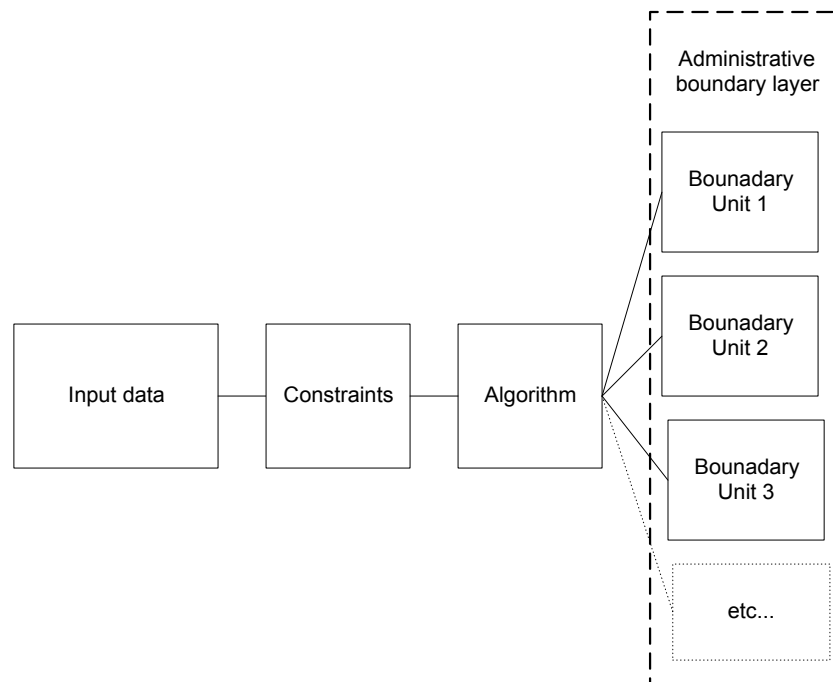 Administrative
boundary layer
Bounadary
Unit 1
Bounadary
Unit 2
Input data
Constraints
Algorithm
Bounadary
Unit 3
etc...